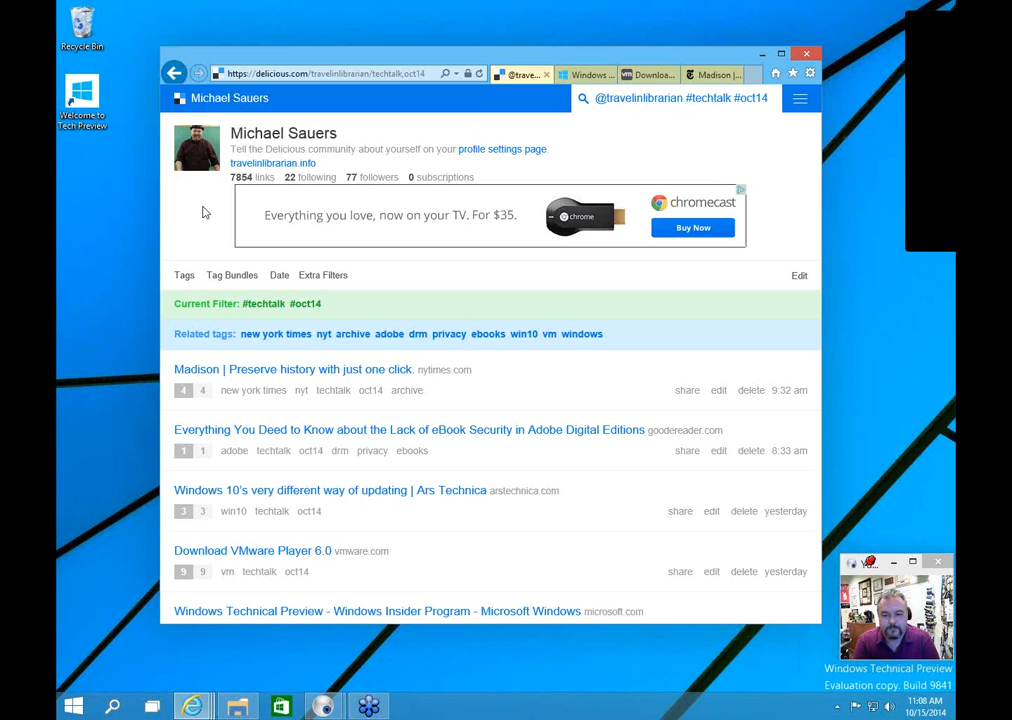 Recycle Bin
Welcome to
Tech Preview
https://delicious.com/travelinlibrarian/techtalk,oct14
@trave...
Windows ...
Downloa...
Madison |...
Michael Sauers
@travelinlibrarian #techtalk #oct14
Michael Sauers
Tell the Delicious community about yourself on your profile settings page.
travelinlibrarian.info
7854 links 22 following 77 followers 0 subscriptions
Everything you love, now on your TV. For $35.
chrome
chromecast
Buy Now
Tags Tag Bundles Date Extra Filters Edit
Current Filter: #techtalk #oct14
Related tags: new york times nyt archive adobe drm privacy ebooks win10 vm windows
Madison | Preserve history with just one click. nytimes.com
4 4 new york times nyt techtalk oct14 archive share edit delete 9:32 am
Everything You Deed to Know about the Lack of eBook Security in Adobe Digital Editions goodereader.com
1 1 adobe techtalk oct14 drm privacy ebooks share edit delete 8:33 am
Windows 10's very different way of updating | Ars Technica arstechnica.com
3 3 win10 techtalk oct14 share edit delete yesterday
Download VMware Player 6.0 vmware.com
9 9 vm techtalk oct14 share edit delete yesterday
Windows Technical Preview - Windows Insider Program - Microsoft Windows microsoft.com
Windows Technical Preview
Evaluation copy. Build 9841
11:08 AM
10/15/2014